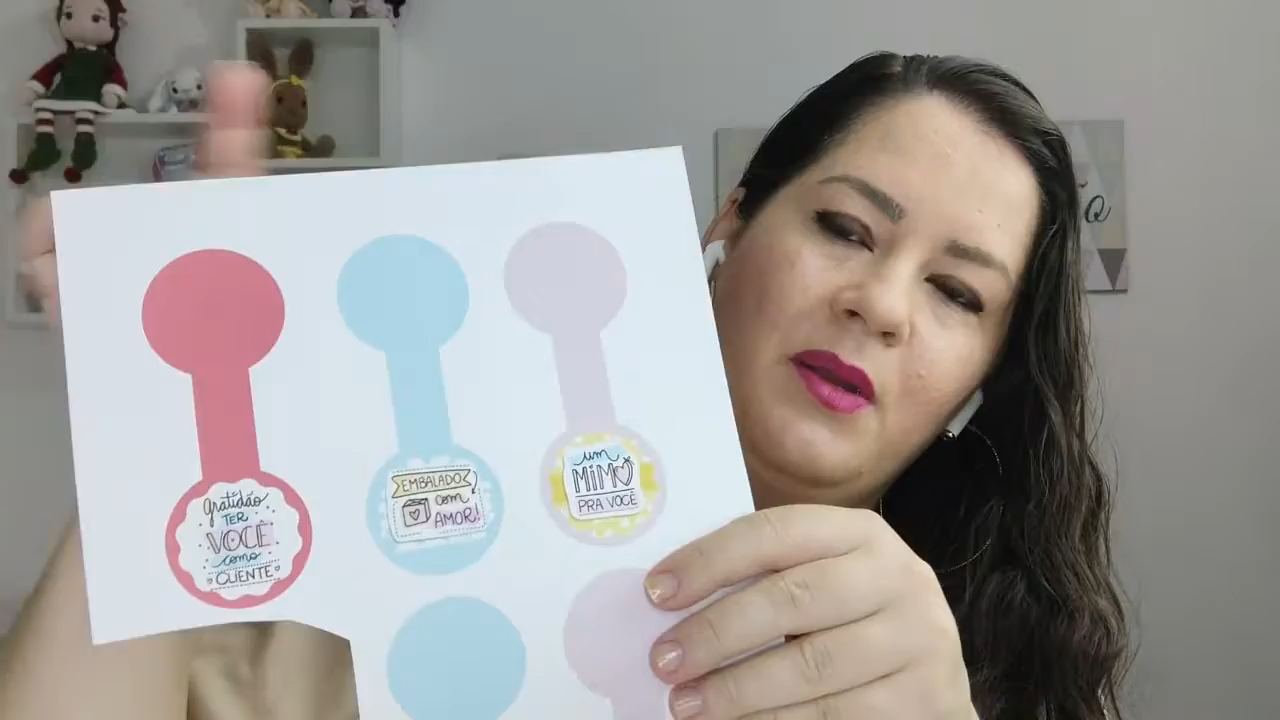 gratidão
TER
VOCÊ
como
CLIENTE
EMBALADO
com
AMOR!
um
MIMO
PRA VOCÊ